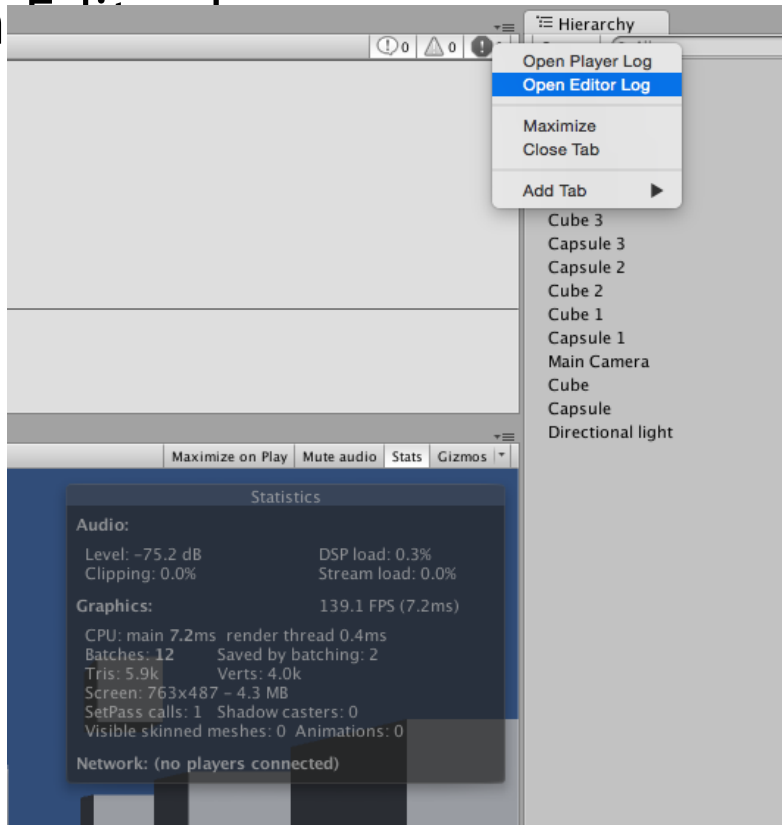 Hierarchy
0 0
Open Player Log
Open Editor Log
Maximize
Close Tab
Add Tab
Cube 3
Capsule 3
Capsule 2
Cube 2
Cube 1
Capsule 1
Main Camera
Cube
Capsule
Directional light
Maximize on Play Mute audio Stats Gizmos
Statistics
Audio:
Level: -75.2 dB DSP load: 0.3%
Clipping: 0.0% Stream load: 0.0%
Graphics: 139.1 FPS (7.2ms)
CPU: main 7.2ms render thread 0.4ms
Batches: 12 Saved by batching: 2
Tris: 5.9k Verts: 4.0k
Screen: 763x487 - 4.3 MB
SetPass calls: 1 Shadow casters: 0
Visible skinned meshes: 0 Animations: 0
Network: (no players connected)